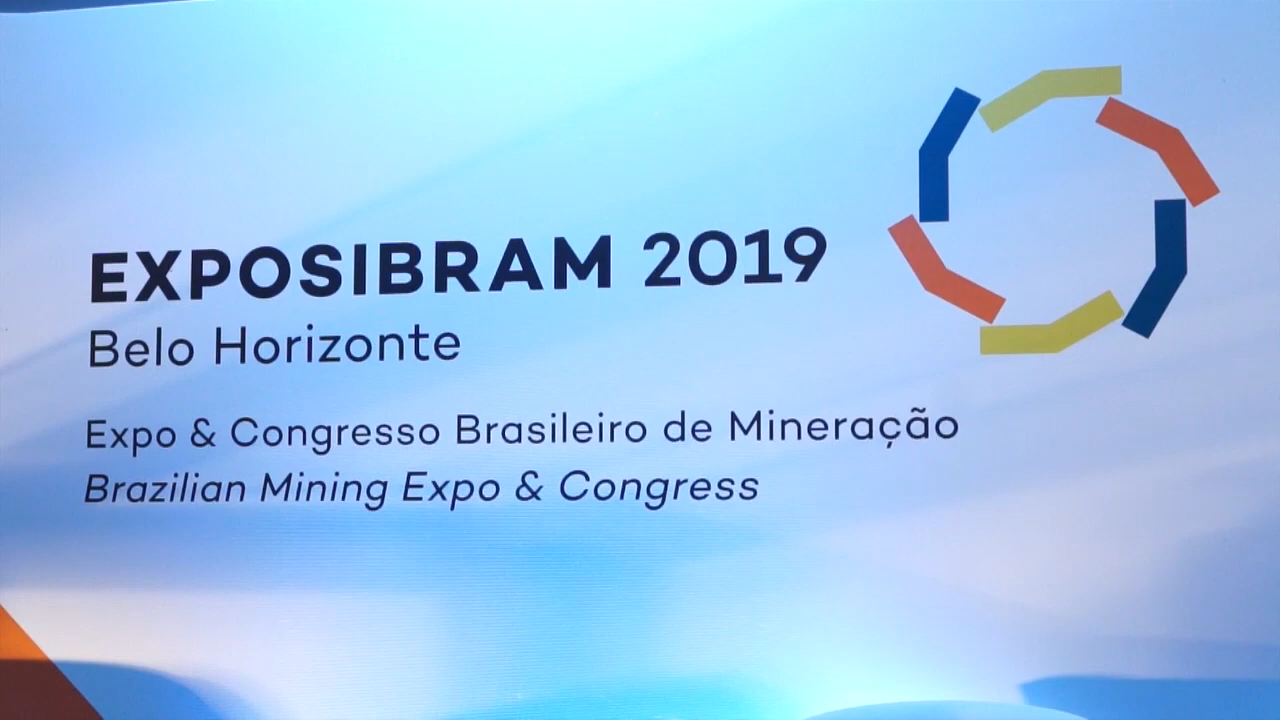 EXPOSIBRAM 2019
Belo Horizonte
Expo & Congresso Brasileiro de Mineração
Brazilian Mining Expo & Congress